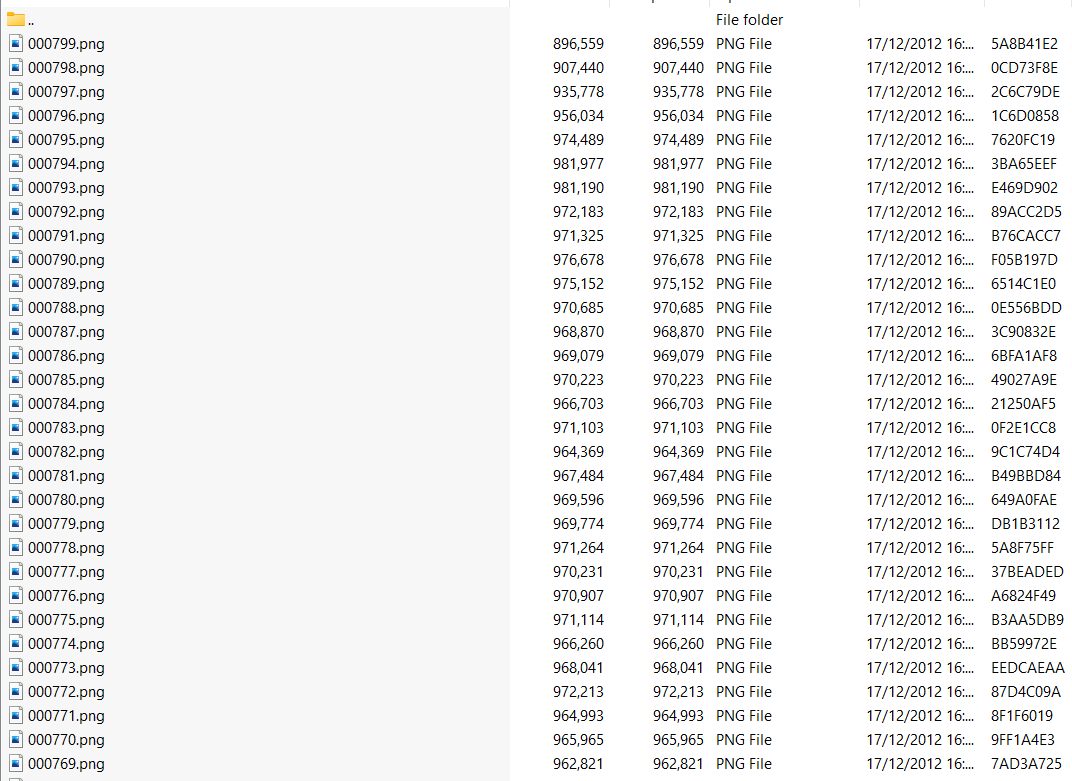 .. File folder
000799.png 896,559 896,559 PNG File 17/12/2012 16:... 5A8B41E2
000798.png 907,440 907,440 PNG File 17/12/2012 16:... 0CD73F8E
000797.png 935,778 935,778 PNG File 17/12/2012 16:... 2C6C79DE
000796.png 956,034 956,034 PNG File 17/12/2012 16:... 1C6D0858
000795.png 974,489 974,489 PNG File 17/12/2012 16:... 7620FC19
000794.png 981,977 981,977 PNG File 17/12/2012 16:... 3BA65EEF
000793.png 981,190 981,190 PNG File 17/12/2012 16:... E469D902
000792.png 972,183 972,183 PNG File 17/12/2012 16:... 89ACC2D5
000791.png 971,325 971,325 PNG File 17/12/2012 16:... B76CACC7
000790.png 976,678 976,678 PNG File 17/12/2012 16:... F05B197D
000789.png 975,152 975,152 PNG File 17/12/2012 16:... 6514C1E0
000788.png 970,685 970,685 PNG File 17/12/2012 16:... 0E556BDD
000787.png 968,870 968,870 PNG File 17/12/2012 16:... 3C90832E
000786.png 969,079 969,079 PNG File 17/12/2012 16:... 6BFA1AF8
000785.png 970,223 970,223 PNG File 17/12/2012 16:... 49027A9E
000784.png 966,703 966,703 PNG File 17/12/2012 16:... 21250AF5
000783.png 971,103 971,103 PNG File 17/12/2012 16:... 0F2E1CC8
000782.png 964,369 964,369 PNG File 17/12/2012 16:... 9C1C74D4
000781.png 967,484 967,484 PNG File 17/12/2012 16:... B49BBD84
000780.png 969,596 969,596 PNG File 17/12/2012 16:... 649A0FAE
000779.png 969,774 969,774 PNG File 17/12/2012 16:... DB1B3112
000778.png 971,264 971,264 PNG File 17/12/2012 16:... 5A8F75FF
000777.png 970,231 970,231 PNG File 17/12/2012 16:... 37BEADED
000776.png 970,907 970,907 PNG File 17/12/2012 16:... A6824F49
000775.png 971,114 971,114 PNG File 17/12/2012 16:... B3AA5DB9
000774.png 966,260 966,260 PNG File 17/12/2012 16:... BB59972E
000773.png 968,041 968,041 PNG File 17/12/2012 16:... EEDCAEAA
000772.png 972,213 972,213 PNG File 17/12/2012 16:... 87D4C09A
000771.png 964,993 964,993 PNG File 17/12/2012 16:... 8F1F6019
000770.png 965,965 965,965 PNG File 17/12/2012 16:... 9FF1A4E3
000769.png 962,821 962,821 PNG File 17/12/2012 16:... 7AD3A725